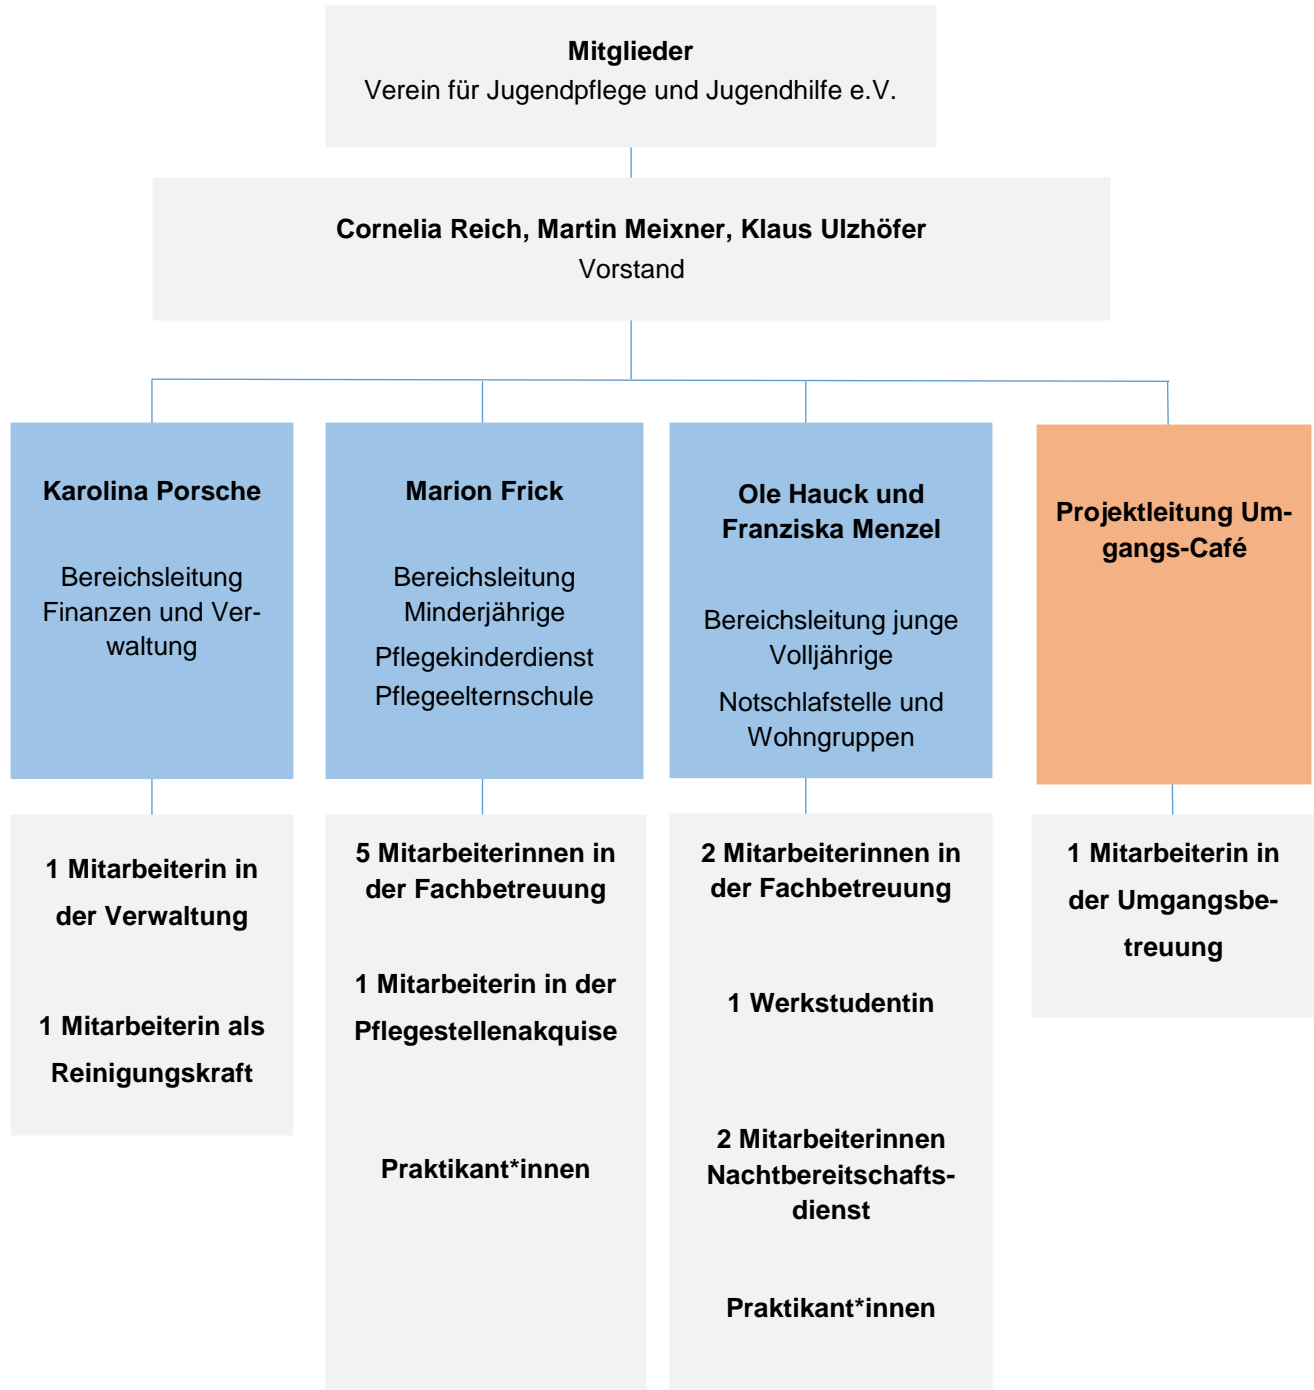 Mitglieder
Verein für Jugendpflege und Jugendhilfe e.V.
Cornelia Reich, Martin Meixner, Klaus Ulzhöfer
Vorstand
Karolina Porsche
Bereichsleitung
Finanzen und Ver-
waltung
Marion Frick
Bereichsleitung
Minderjährige
Pflegekinderdienst
Pflegeelternschule
Ole Hauck und
Franziska Menzel
Bereichsleitung junge
Volljährige
Notschlafstelle und
Wohngruppen
Projektleitung Um-
gangs-Café
1 Mitarbeiterin in
der Verwaltung
1 Mitarbeiterin als
Reinigungskraft
5 Mitarbeiterinnen in
der Fachbetreuung
1 Mitarbeiterin in der
Pflegestellenakquise
Praktikant*innen
2 Mitarbeiterinnen in
der Fachbetreuung
1 Werkstudentin
2 Mitarbeiterinnen
Nachtbereitschafts-
dienst
Praktikant*innen
1 Mitarbeiterin in
der Umgangsbe-
treuung